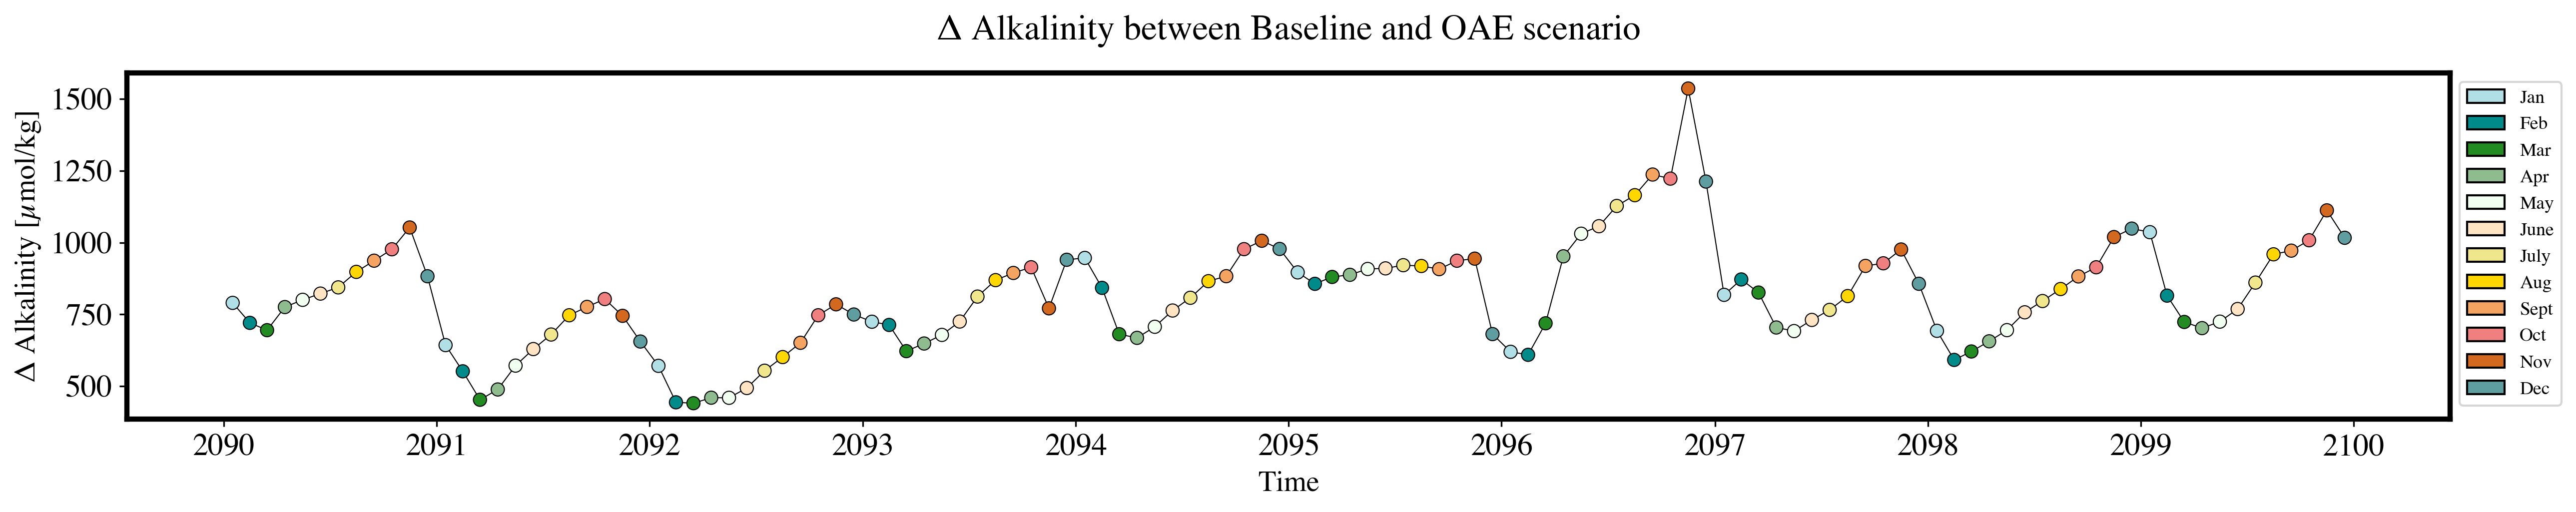 Δ Alkalinity between Baseline and OAE scenario
Δ Alkalinity [μmol/kg]
1500
1250
1000
750
500
2090 2091 2092 2093 2094 2095 2096 2097 2098 2099 2100
Time
Jan
Feb
Mar
Apr
May
June
July
Aug
Sept
Oct
Nov
Dec